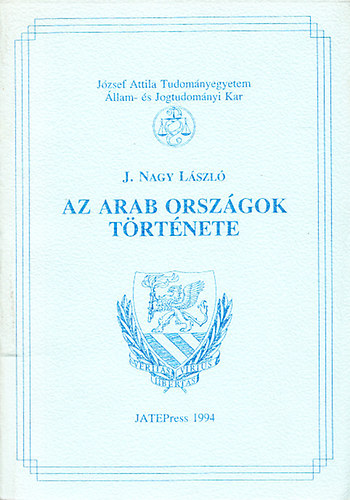 József Attila Tudományegyetem
Állam- és Jogtudományi Kar
J. NAGY LÁSZLÓ
AZ ARAB ORSZÁGOK
TÖRTÉNETE
VERITAS VIRTUS
LIBERTAS
JATEPress 1994